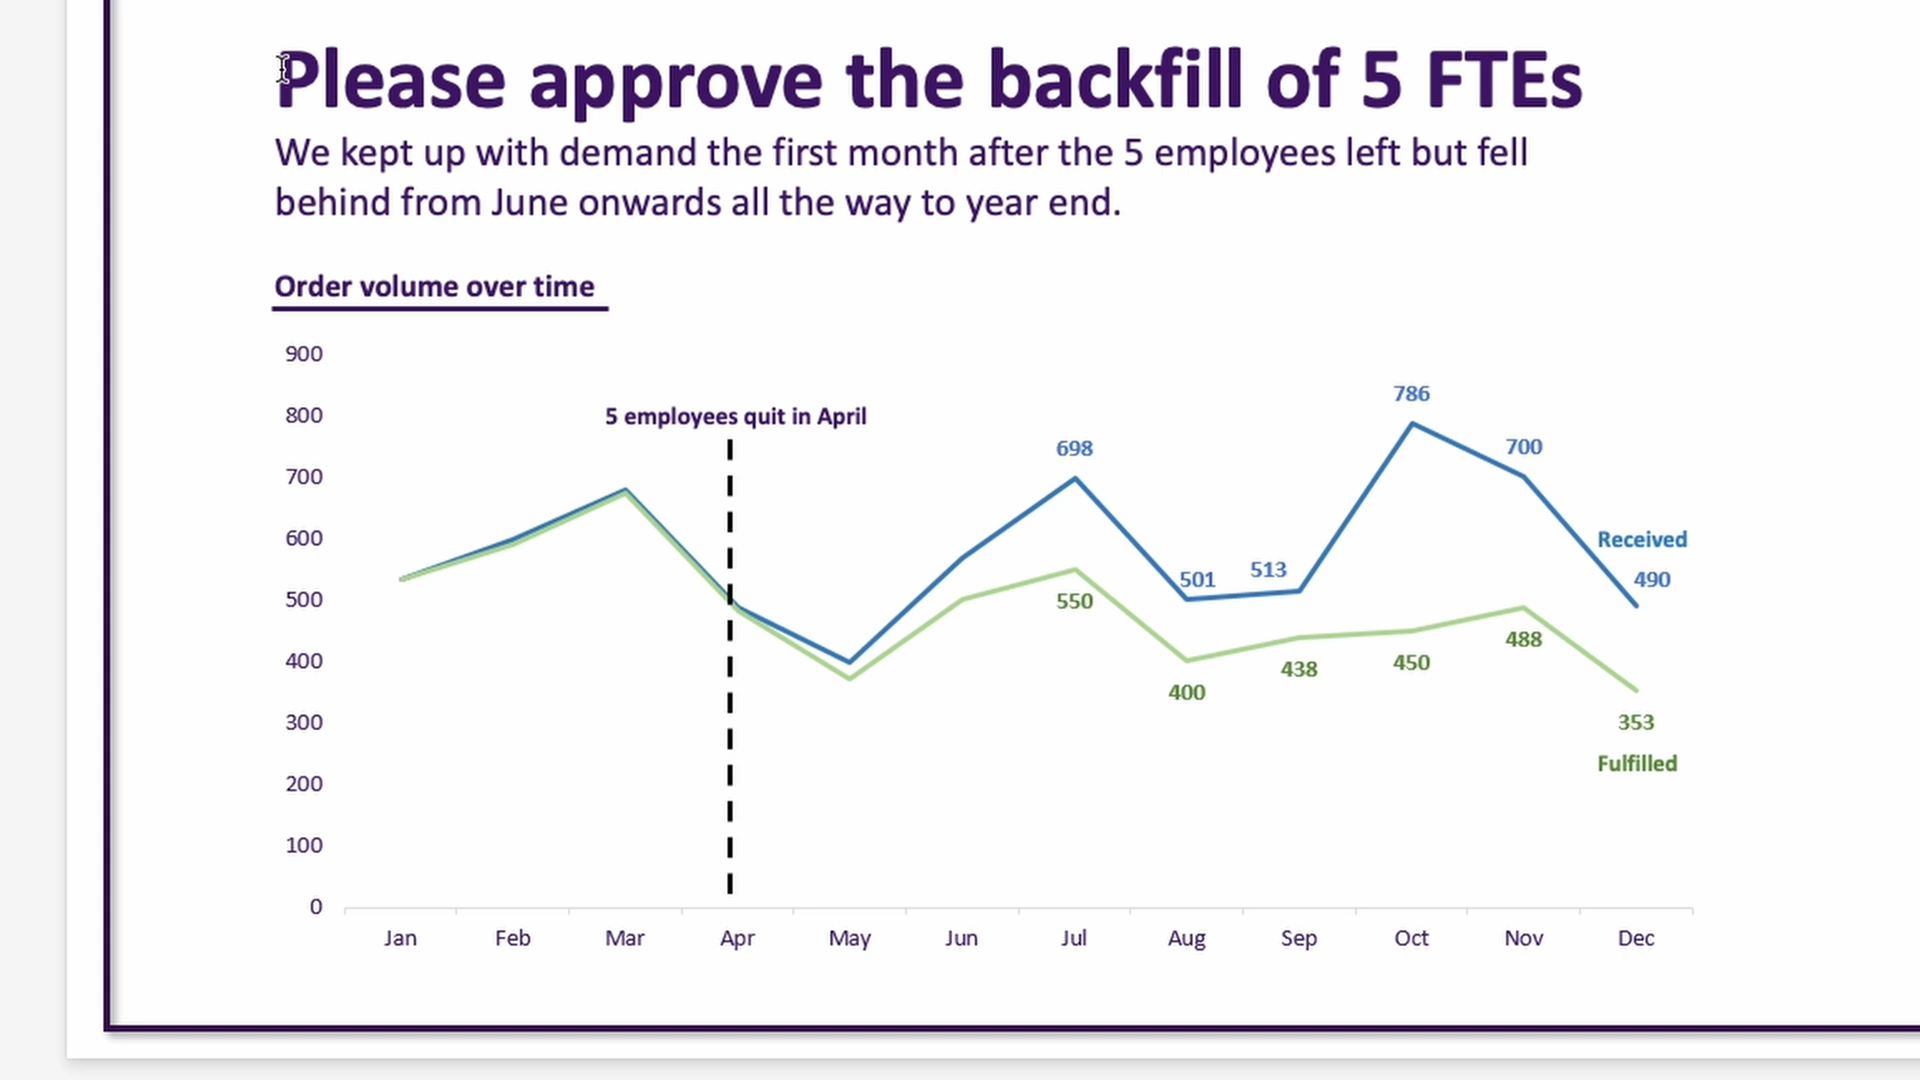 Please approve the backfill of 5 FTEs
We kept up with demand the first month after the 5 employees left but fell
behind from June onwards all the way to year end.
Order volume over time
900
800
700
600
500
400
300
200
100
0
5 employees quit in April
698
501
513
786
700
Received
490
550
400
438
450
488
353
Fulfilled
Jan Feb Mar Apr May Jun Jul Aug Sep Oct Nov Dec